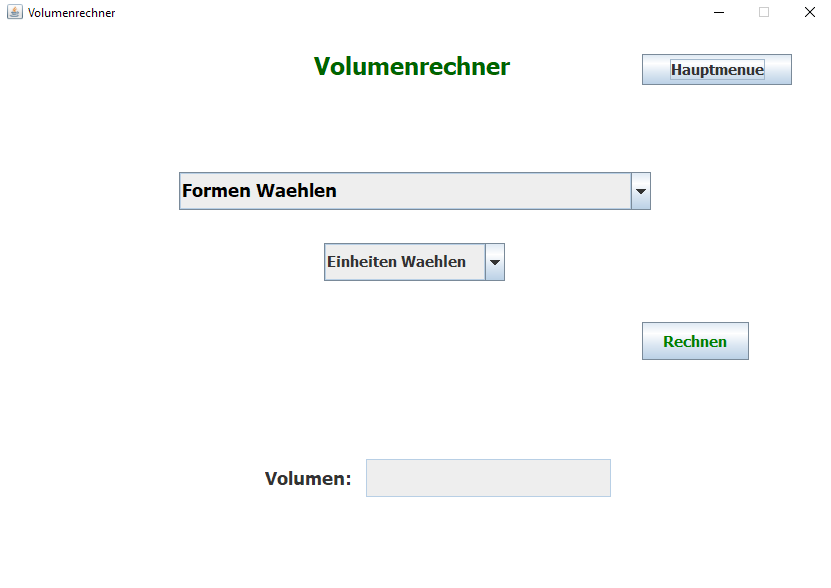 Volumenrechner
Volumenrechner
Hauptmenue
Formen Waehlen
Einheiten Waehlen
Rechnen
Volumen: